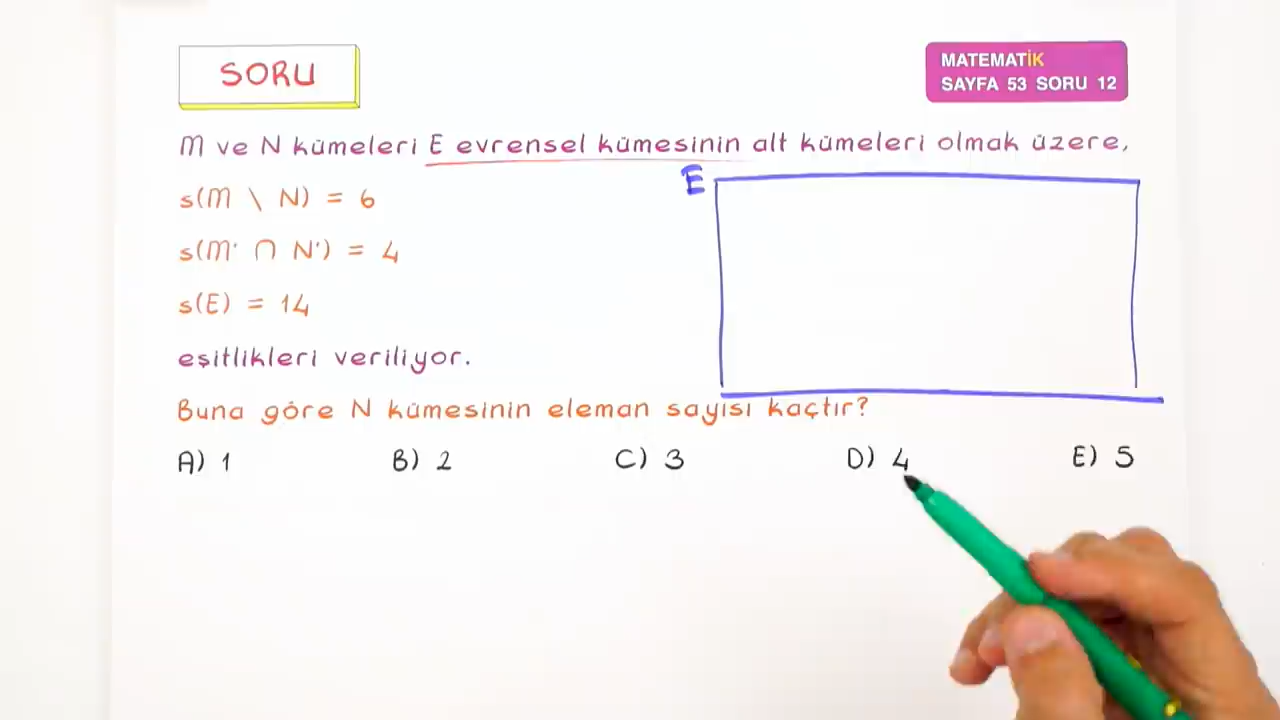 SORU
MATEMATİK
SAYFA 53 SORU 12
M ve N kümeleri E evrensel kümesinin alt kümeleri olmak üzere,
E
s(M \ N) = 6
s(M' ∩ N') = 4
s(E) = 14
eşitlikleri veriliyor.
Buna göre N kümesinin eleman sayısı kaçtır?
A) 1 B) 2 C) 3 D) 4 E) 5